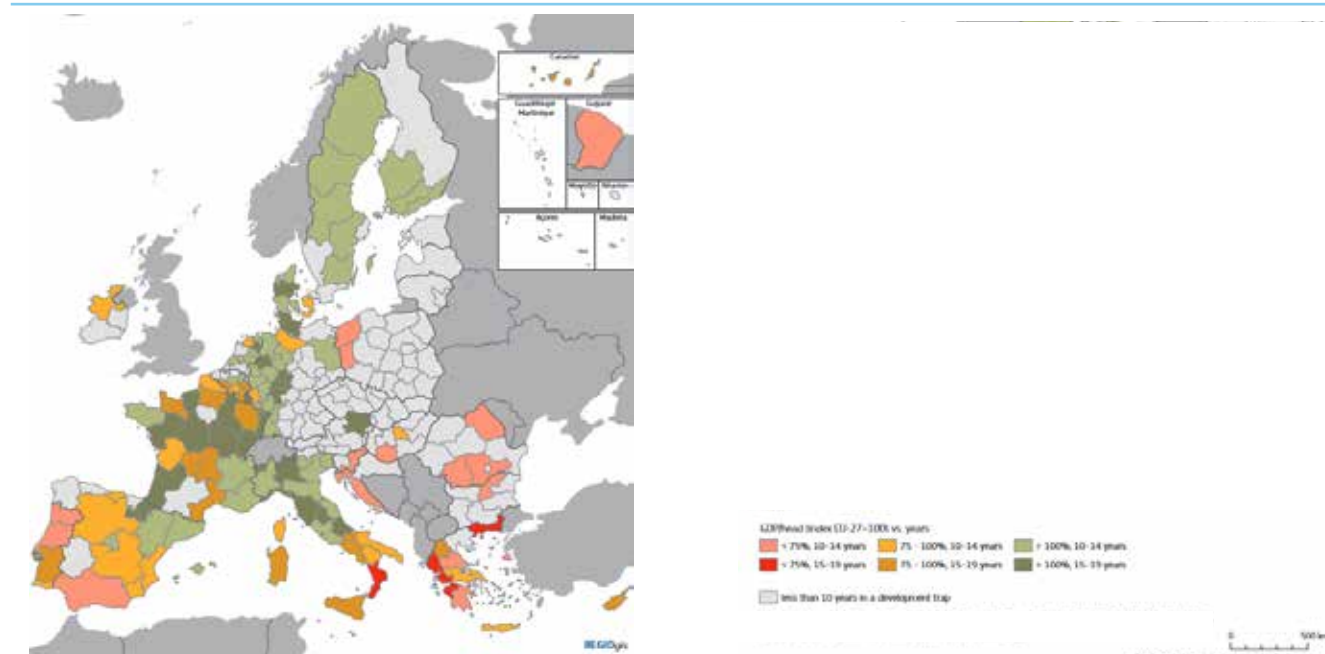 Canarias
Guadeloupe
Martinique
Guyane
Mayotte
Réunion
Açores
Madeira
REGIOgis
GDP/head (index EU-27=100) vs. years
< 75%, 10-14 years
75 - 100%, 10-14 years
> 100%, 10-14 years
< 75%, 15-19 years
75 - 100%, 15-19 years
> 100%, 15-19 years
less than 10 years in a development trap
0
500 km